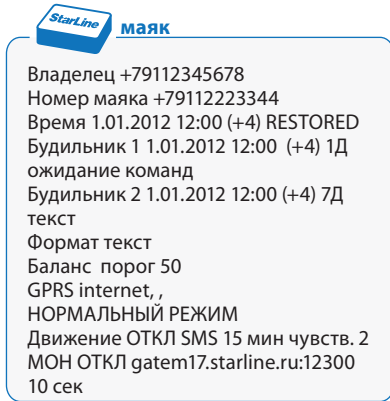 StarLine
маяк
Владелец +79112345678
Номер маяка +79112223344
Время 1.01.2012 12:00 (+4) RESTORED
Будильник 1 1.01.2012 12:00 (+4) 1Д
ожидание команд
Будильник 2 1.01.2012 12:00 (+4) 7Д
текст
Формат текст
Баланс порог 50
GPRS internet, ,
НОРМАЛЬНЫЙ РЕЖИМ
Движение ОТКЛ SMS 15 мин чувств. 2
МОН ОТКЛ gatem17.starline.ru:12300
10 сек